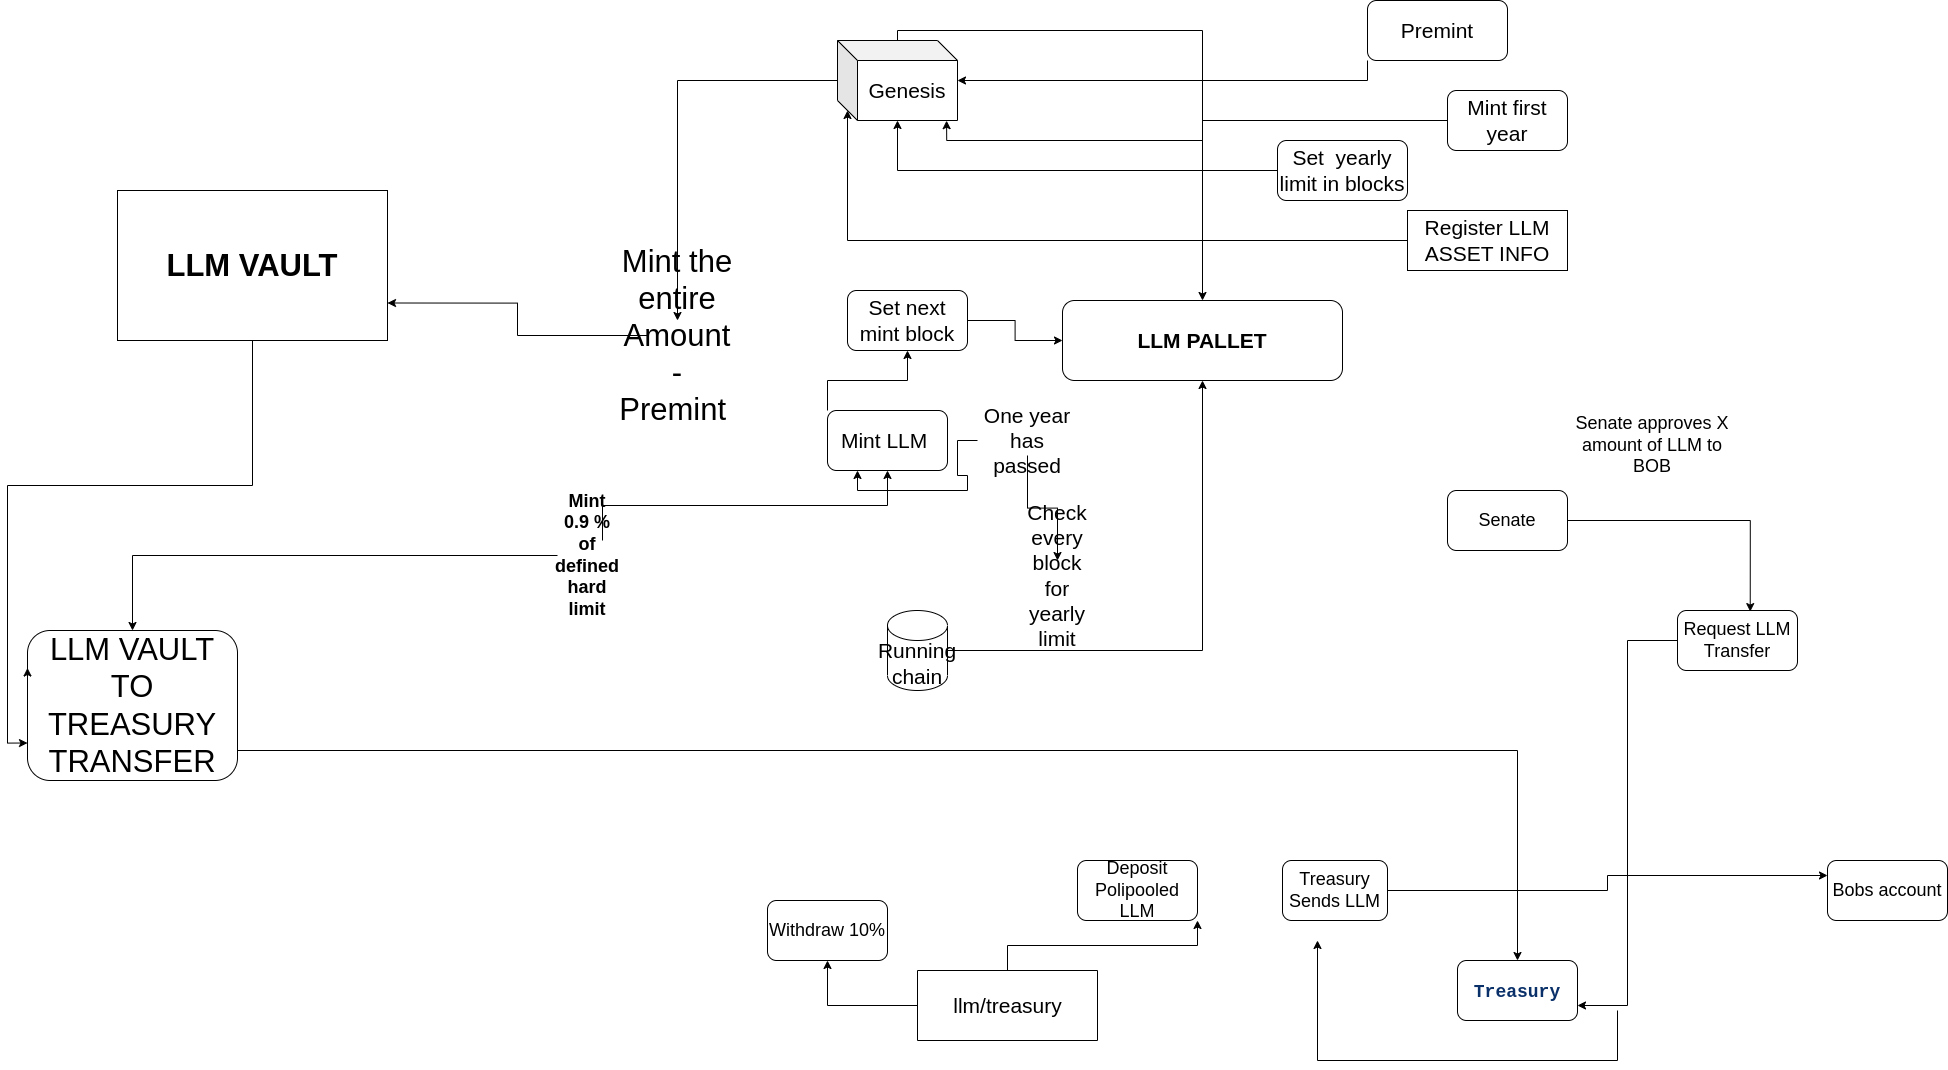 Premint
Genesis
Mint first
year
Set  yearly
limit in blocks
Register LLM
ASSET INFO
LLM VAULT
Mint the
entire
Amount
-
Premint
Set next
mint block
LLM PALLET
Mint LLM
One year
has
passed
Senate approves X
amount of LLM to
BOB
Mint
0.9 %
of
defined
hard
limit
Check
every
block
for
yearly
limit
Senate
Running
chain
Request LLM
Transfer
LLM VAULT
TO
TREASURY
TRANSFER
Deposit
Polipooled
LLM
Treasury
Sends LLM
Bobs account
Withdraw 10%
llm/treasury
Treasury